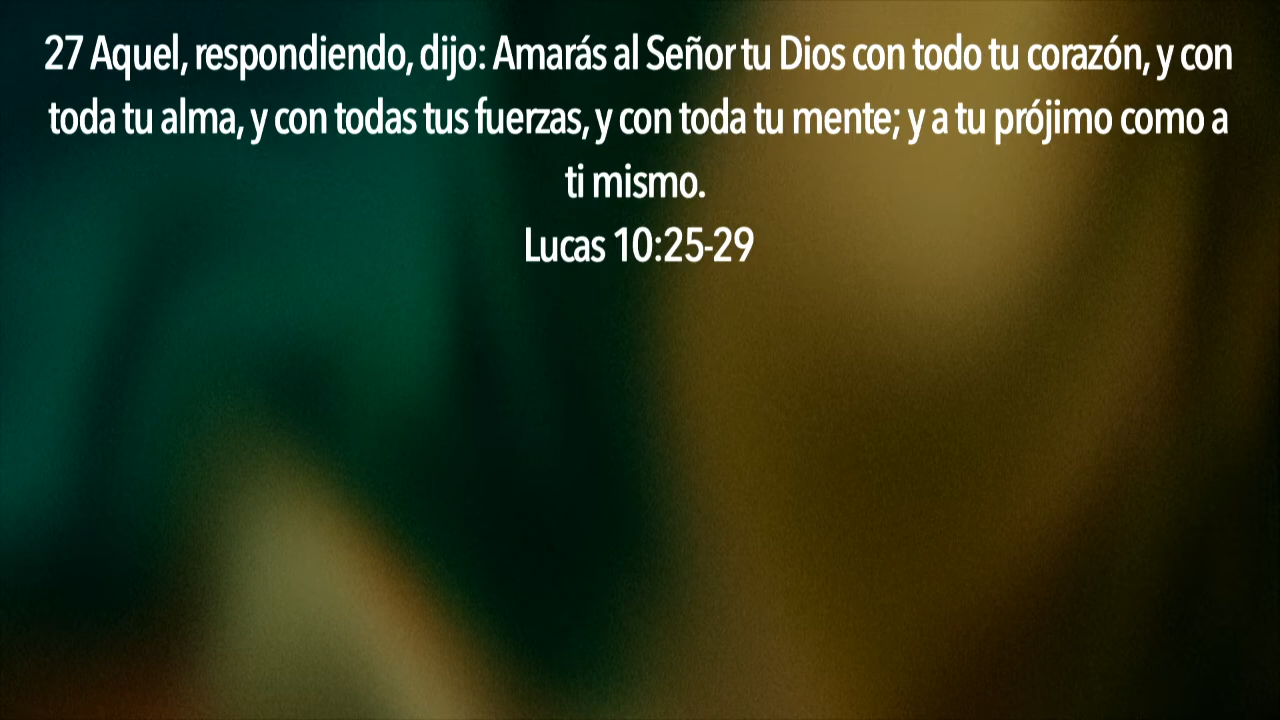 27 Aquel, respondiendo, dijo: Amarás al Señor tu Dios con todo tu corazón, y con
toda tu alma, y con todas tus fuerzas, y con toda tu mente; y a tu prójimo como a
ti mismo.
Lucas 10:25-29